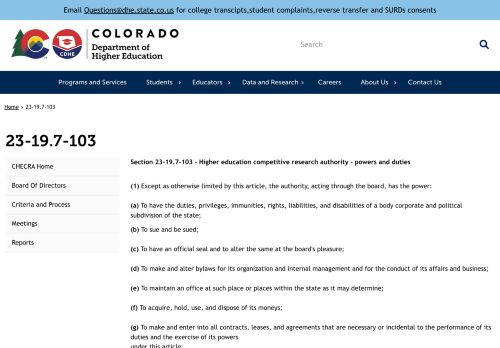 Email Questions@dhe.state.co.us for college transcipts,student complaints,reverse transfer and SURDs consents
COLORADO
Department of
Higher Education
CDHE
Search
Programs and Services Students Educators Data and Research Careers About Us Contact Us
Home > 23-19.7-103
23-19.7-103
CHECRA Home
Board Of Directors
Criteria and Process
Meetings
Reports
Section 23-19.7-103 - Higher education competitive research authority - powers and duties
(1) Except as otherwise limited by this article, the authority, acting through the board, has the power:
(a) To have the duties, privileges, immunities, rights, liabilities, and disabilities of a body corporate and political
subdivision of the state;
(b) To sue and be sued;
(c) To have an official seal and to alter the same at the board's pleasure;
(d) To make and alter bylaws for its organization and internal management and for the conduct of its affairs and business;
(e) To maintain an office at such place or places within the state as it may determine;
(f) To acquire, hold, use, and dispose of its moneys;
(g) To make and enter into all contracts, leases, and agreements that are necessary or incidental to the performance of its
duties and the exercise of its powers
under this article;